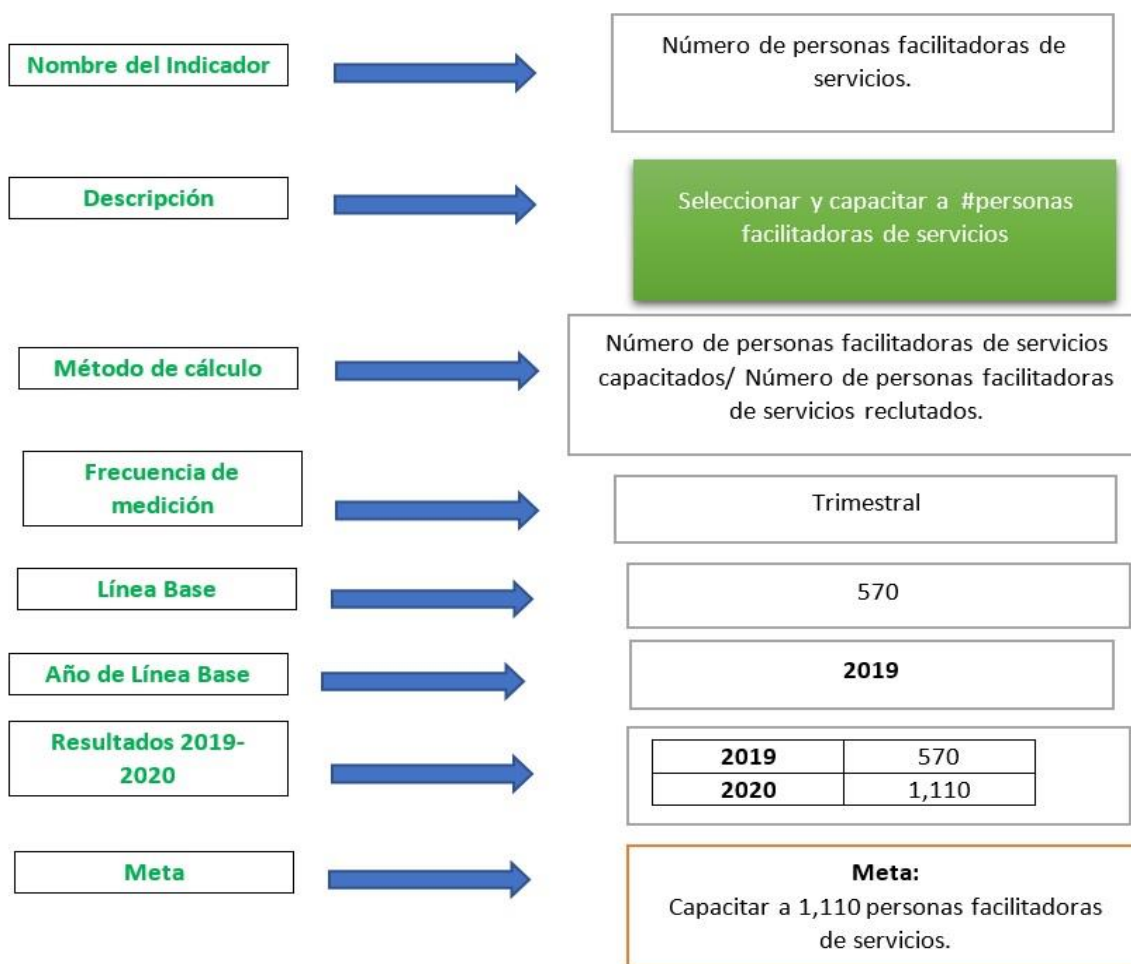 Nombre del Indicador
Número de personas facilitadoras de
servicios.
Descripción
Seleccionar y capacitar a #personas
facilitadoras de servicios
Método de cálculo
Número de personas facilitadoras de servicios
capacitados/ Número de personas facilitadoras
de servicios reclutados.
Frecuencia de
medición
Trimestral
Línea Base
570
Año de Línea Base
2019
Resultados 2019-
2020
2019 570
2020 1,110
Meta
Meta:
Capacitar a 1,110 personas facilitadoras
de servicios.